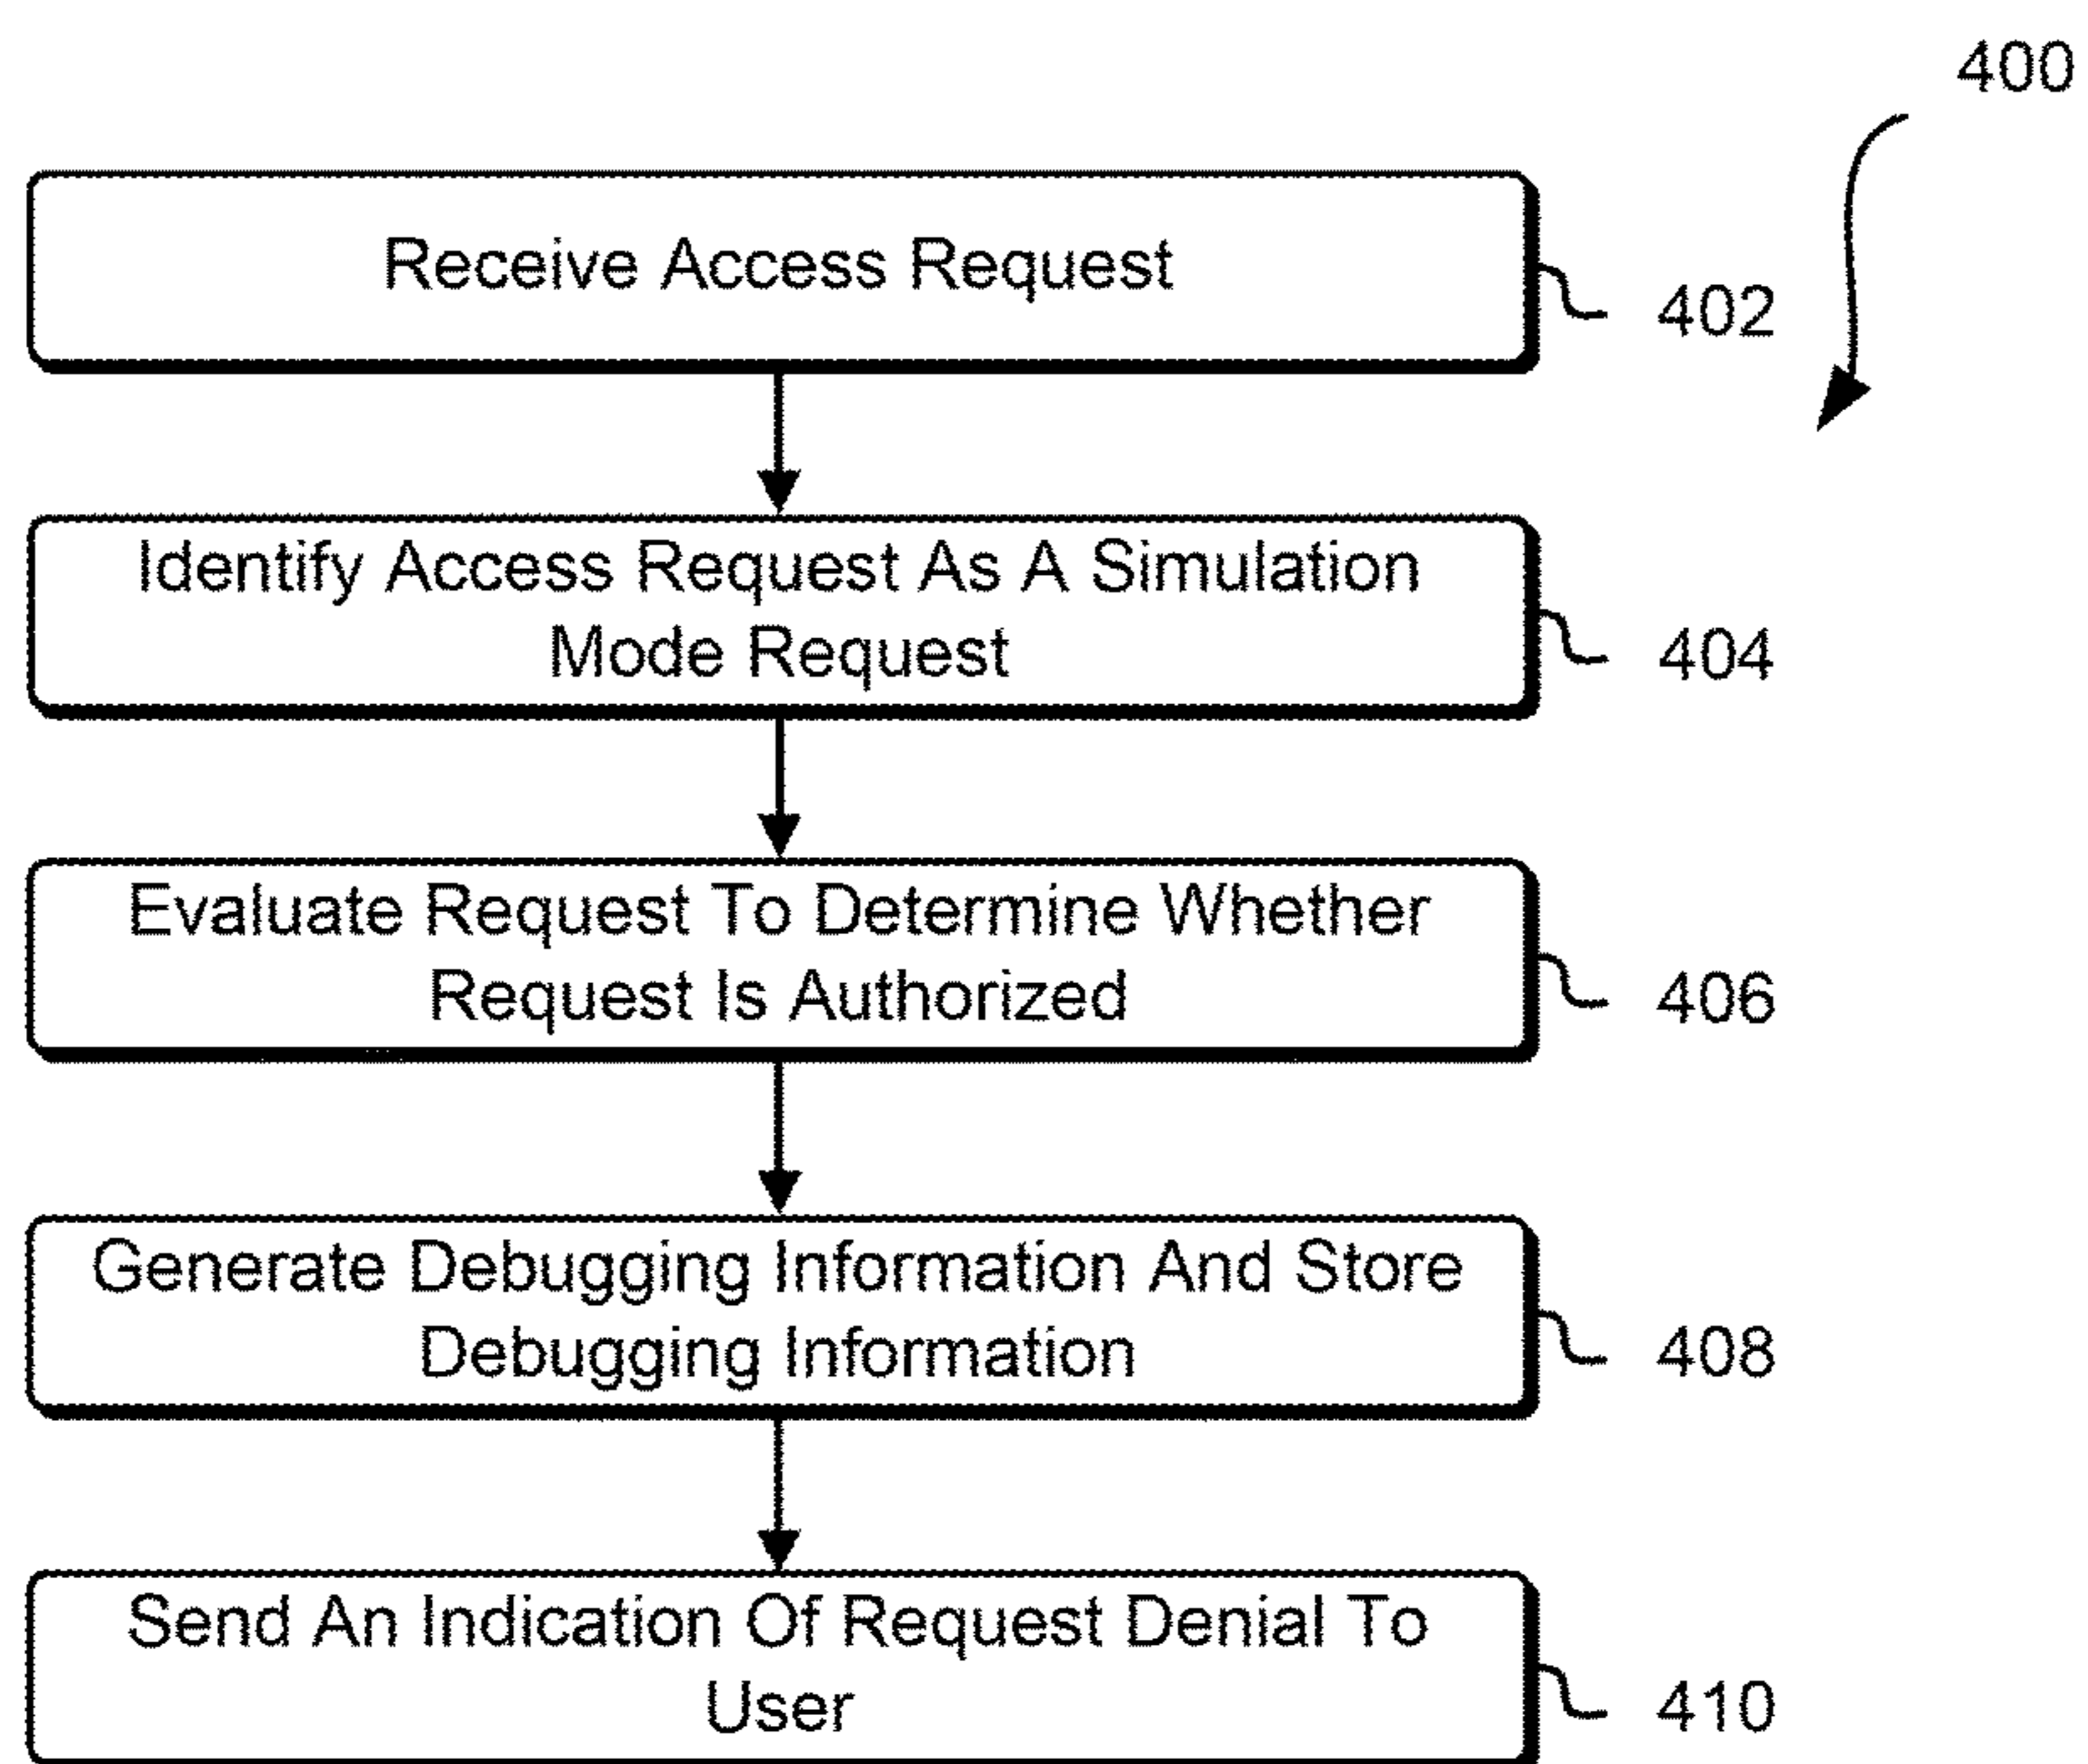 400
Receive Access Request
402
Identify Access Request As A Simulation
Mode Request
404
Evaluate Request To Determine Whether
Request Is Authorized
406
Generate Debugging Information And Store
Debugging Information
408
Send An Indication Of Request Denial To
User
410